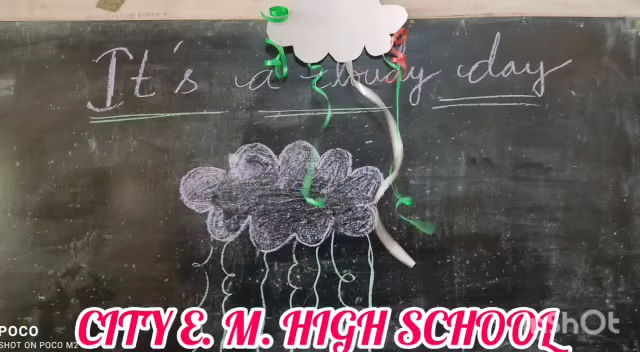 It's a cloudy day
CITY E. M. HIGH SCHOOL
POCO
SHOT ON POCO M2